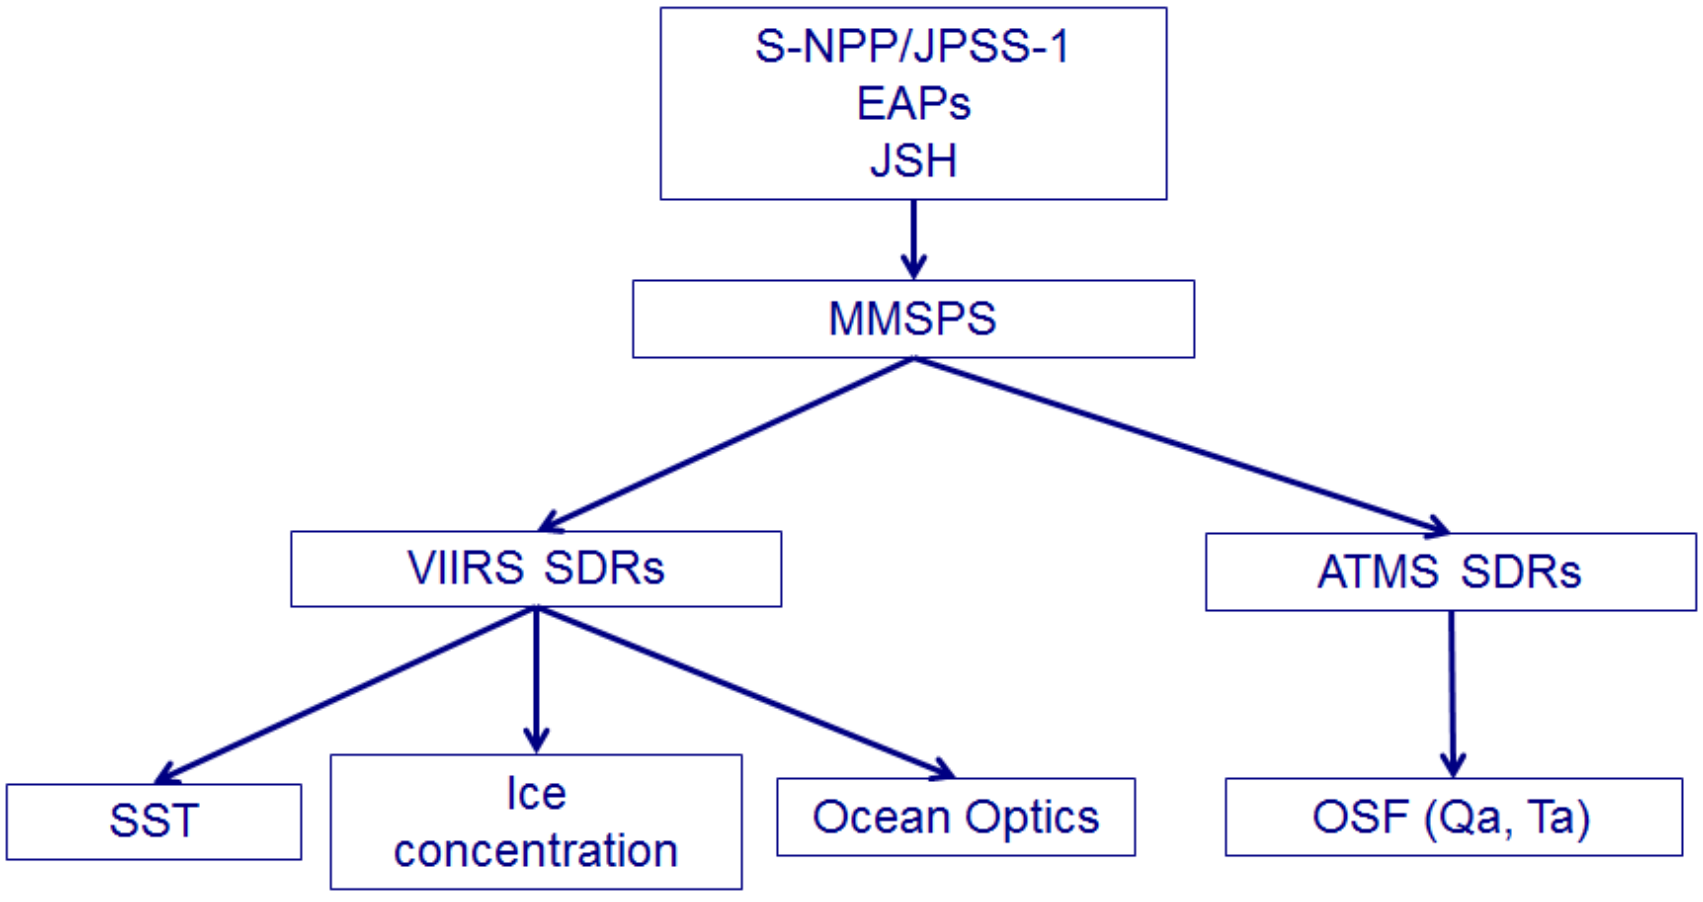 S-NPP/JPSS-1
EAPs
JSH
MMSPS
VIIRS SDRs
ATMS SDRs
SST
Ice
concentration
Ocean Optics
OSF (Qa, Ta)